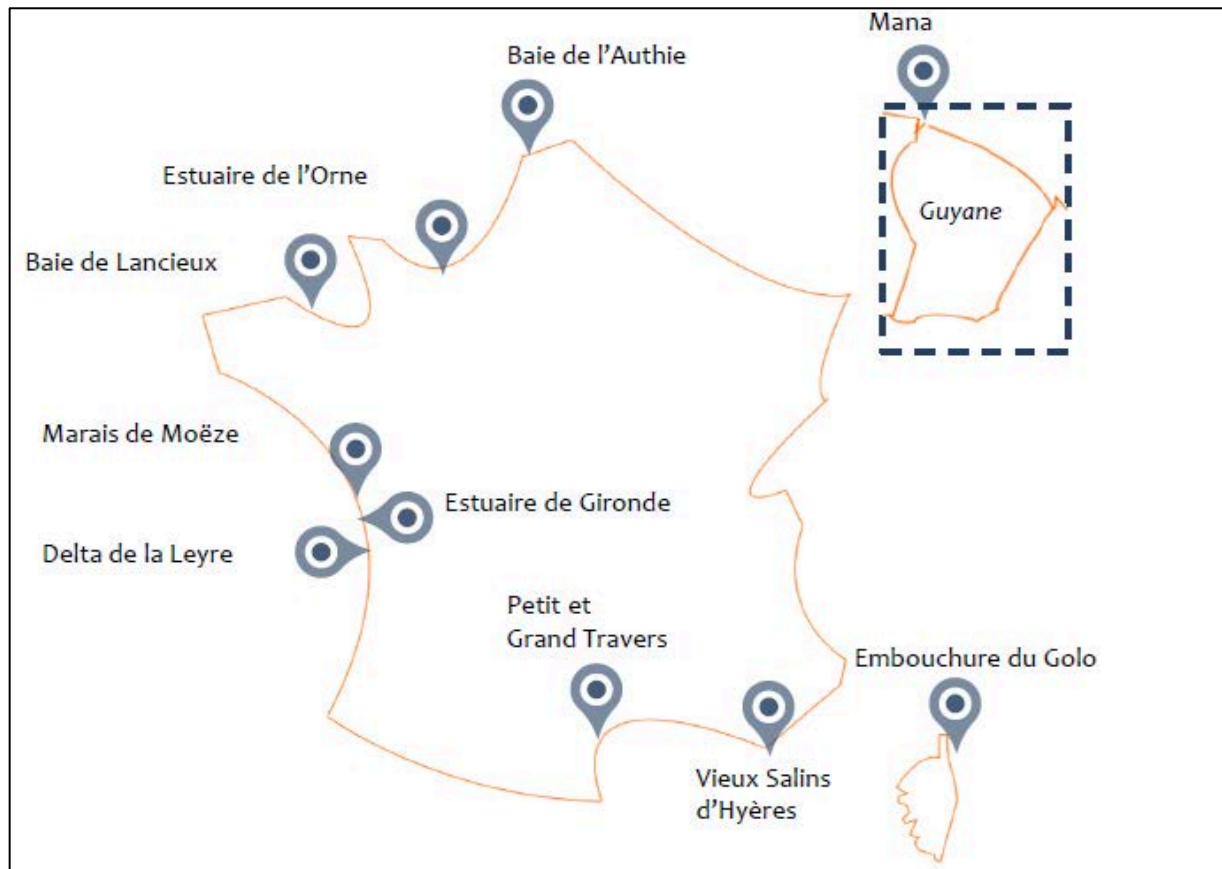 Mana
Baie de l'Authie
Estuaire de l'Orne
Guyane
Baie de Lancieux
Marais de Moëze
Estuaire de Gironde
Delta de la Leyre
Petit et
Grand Travers
Embouchure du Golo
Vieux Salins
d'Hyères